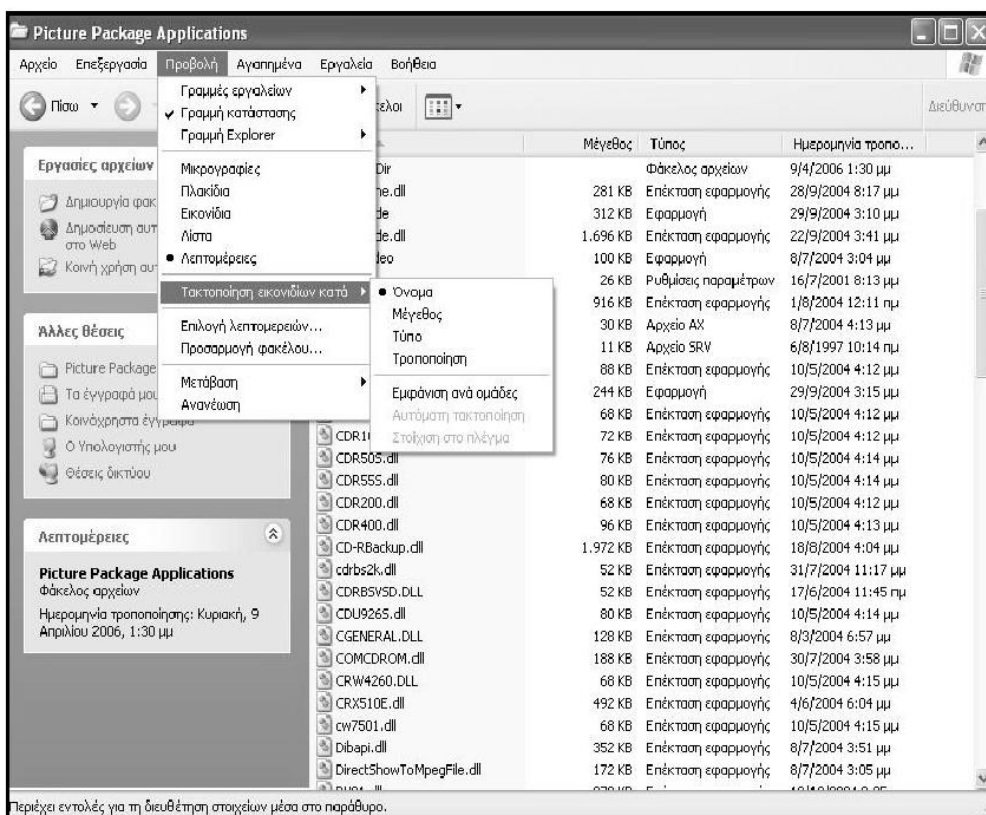 Picture Package Applications
Αρχείο Επεξεργασία Προβολή Αγαπημένα Εργαλεία Βοήθεια
Πίσω
Διεύθυνση
Γραμμές εργαλείων
Γραμμή κατάστασης
Γραμμή Explorer
Μικρογραφίες
Πλακίδια
Εικονίδια
Λίστα
Λεπτομέρειες
Τακτοποίηση εικονιδίων κατά
Επιλογή λεπτομερειών...
Προσαρμογή φακέλου...
Μετάβαση
Ανανέωση
Όνομα
Μέγεθος
Τύπο
Τροποποίηση
Εμφάνιση ανά ομάδες
Αυτόματη τακτοποίηση
Στοίχιση στο πλέγμα
Εργασίες αρχείων
Δημιουργία φακ
Δημοσίευση αυτ
στο Web
Κοινή χρήση αυ
Άλλες θέσεις
Picture Package
Τα έγγραφά μου
Κοινόχρηστα έγγραφα
Ο Υπολογιστής μου
Θέσεις δικτύου
Λεπτομέρειες
Picture Package Applications
Φάκελος αρχείων
Ημερομηνία τροποποίησης: Κυριακή, 9
Απριλίου 2006, 1:30 μμ
Μέγεθος Τύπος Ημερομηνία τροπο...
Dir Φάκελος αρχείων 9/4/2006 1:30 μμ
ne.dll 281 KB Επέκταση εφαρμογής 28/9/2004 8:17 μμ
de 312 KB Εφαρμογή 29/9/2004 3:10 μμ
de.dll 1.696 KB Επέκταση εφαρμογής 22/9/2004 3:41 μμ
deo 100 KB Εφαρμογή 8/7/2004 3:04 μμ
26 KB Ρυθμίσεις παραμέτρων 16/7/2001 8:13 μμ
916 KB Επέκταση εφαρμογής 1/8/2004 12:11 πμ
30 KB Αρχείο AX 8/7/2004 4:13 μμ
11 KB Αρχείο SRV 6/8/1997 10:14 πμ
88 KB Επέκταση εφαρμογής 10/5/2004 4:12 μμ
244 KB Εφαρμογή 29/9/2004 3:15 μμ
68 KB Επέκταση εφαρμογής 10/5/2004 4:12 μμ
CDR10 72 KB Επέκταση εφαρμογής 10/5/2004 4:12 μμ
CDR50S.dll 76 KB Επέκταση εφαρμογής 10/5/2004 4:14 μμ
CDR55S.dll 80 KB Επέκταση εφαρμογής 10/5/2004 4:14 μμ
CDR200.dll 68 KB Επέκταση εφαρμογής 10/5/2004 4:12 μμ
CDR400.dll 96 KB Επέκταση εφαρμογής 10/5/2004 4:13 μμ
CD-RBackup.dll 1.972 KB Επέκταση εφαρμογής 18/8/2004 4:04 μμ
cdrbs2k.dll 52 KB Επέκταση εφαρμογής 31/7/2004 11:17 μμ
CDRBSVSD.DLL 52 KB Επέκταση εφαρμογής 17/6/2004 11:45 πμ
CDU926S.dll 80 KB Επέκταση εφαρμογής 10/5/2004 4:14 μμ
CGENERAL.DLL 128 KB Επέκταση εφαρμογής 8/3/2004 6:57 μμ
COMCDROM.dll 188 KB Επέκταση εφαρμογής 30/7/2004 3:58 μμ
CRW4260.DLL 68 KB Επέκταση εφαρμογής 10/5/2004 4:15 μμ
CRX510E.dll 492 KB Επέκταση εφαρμογής 4/6/2004 6:04 μμ
cw7501.dll 68 KB Επέκταση εφαρμογής 10/5/2004 4:15 μμ
Dibapi.dll 352 KB Επέκταση εφαρμογής 8/7/2004 3:51 μμ
DirectShowToMpegFile.dll 172 KB Επέκταση εφαρμογής 8/7/2004 3:05 μμ
Περιέχει εντολές για τη διευθέτηση στοιχείων μέσα στο παράθυρο.